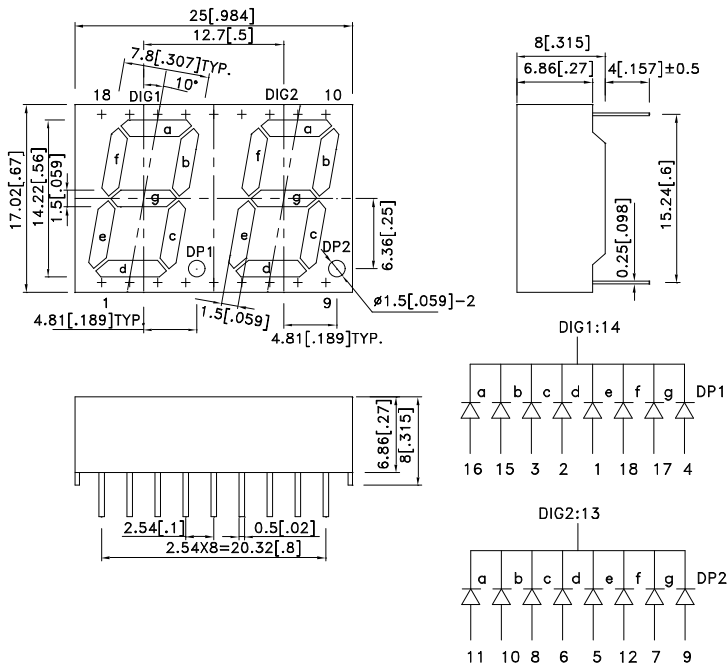 25[.984]
12.7[.5]
7.8[.307]TYP.
10°
18 DIG1 DIG2 10
a a
f b f b
g g
e c e c
d d
DP1 DP2
17.02[.67]
14.22[.56]
1.5[.059]
6.36[.25]
1 9
ø1.5[.059]-2
1.5[.059]
4.81[.189]TYP.
4.81[.189]TYP.
8[.315]
6.86[.27]
4[.157]±0.5
15.24[.6]
0.25[.098]
6.86[.27]
8[.315]
2.54[.1]
0.5[.02]
2.54X8=20.32[.8]
DIG1:14
a b c d e f g DP1
16 15 3 2 1 18 17 4
DIG2:13
a b c d e f g DP2
11 10 8 6 5 12 7 9